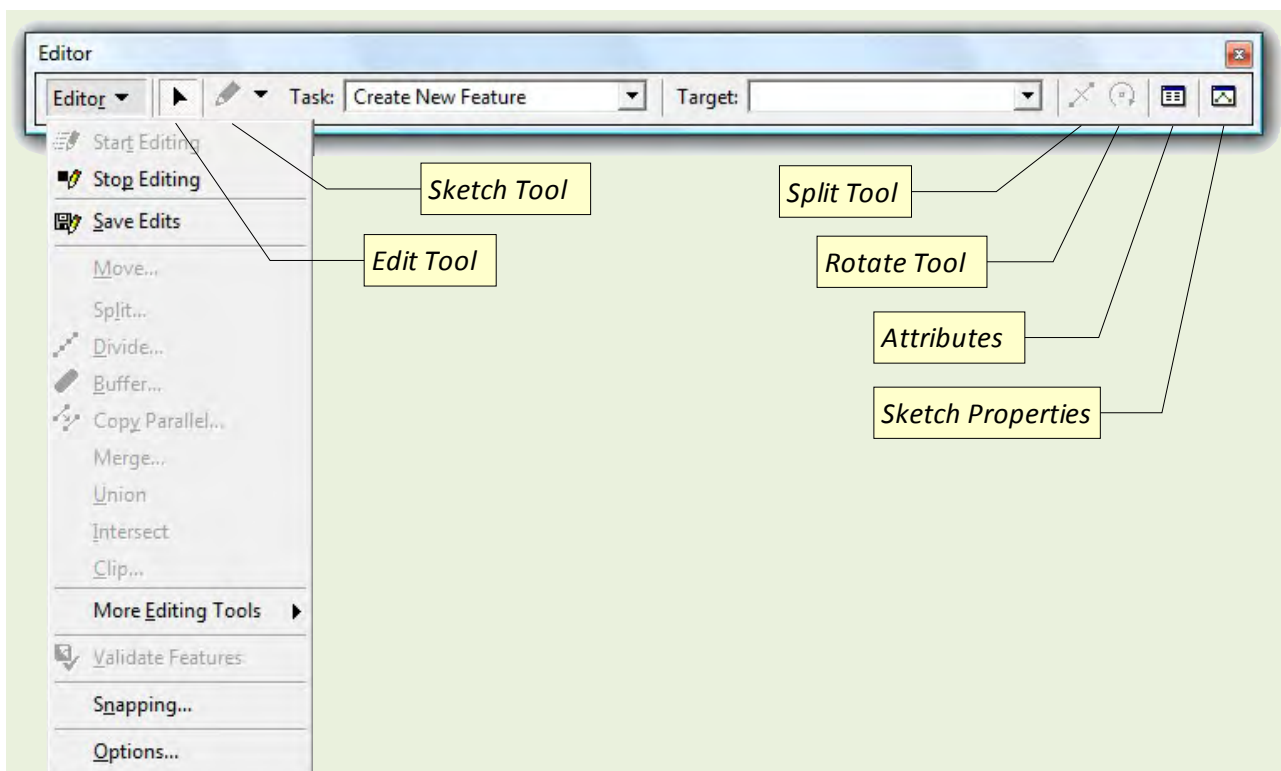 Editor
Editor Task: Create New Feature Target:
Start Editing
Stop Editing
Save Edits
Move...
Split...
Divide...
Buffer...
Copy Parallel...
Merge...
Union
Intersect
Clip...
More Editing Tools
Validate Features
Snapping...
Options...
Sketch Tool
Edit Tool
Split Tool
Rotate Tool
Attributes
Sketch Properties